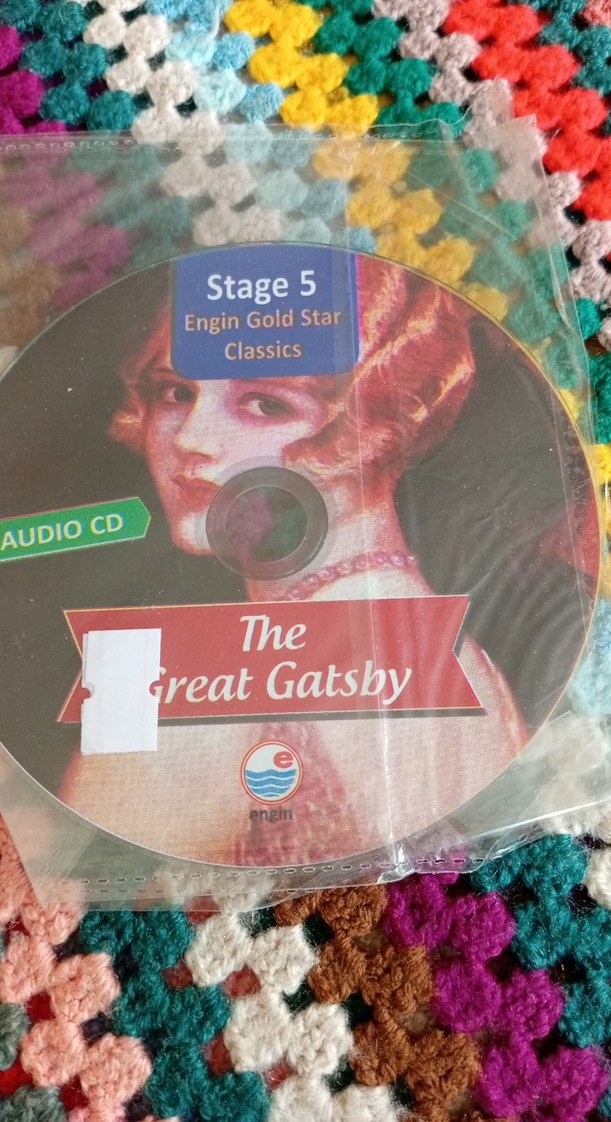 Stage 5
Engin Gold Star
Classics
AUDIO CD
The
Great Gatsby
e
engin